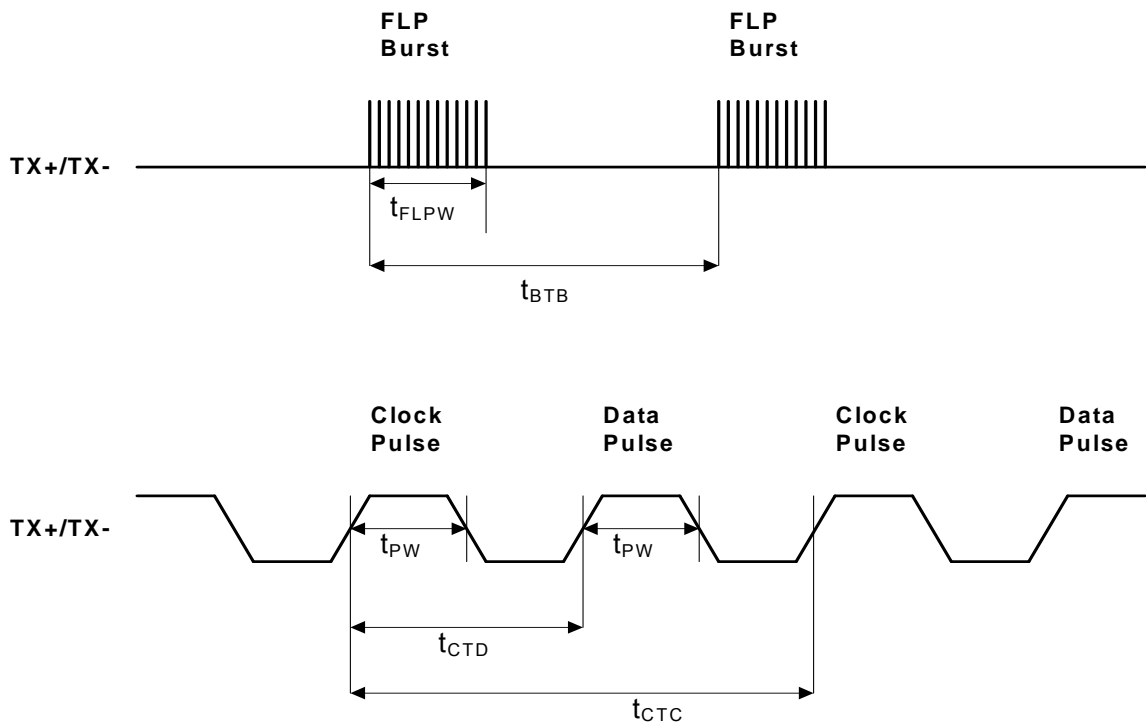 FLP
Burst
FLP
Burst
TX+/TX-
tFLPW
tBTB
Clock
Pulse
Data
Pulse
Clock
Pulse
Data
Pulse
TX+/TX-
tPW
tPW
tCTD
tCTC